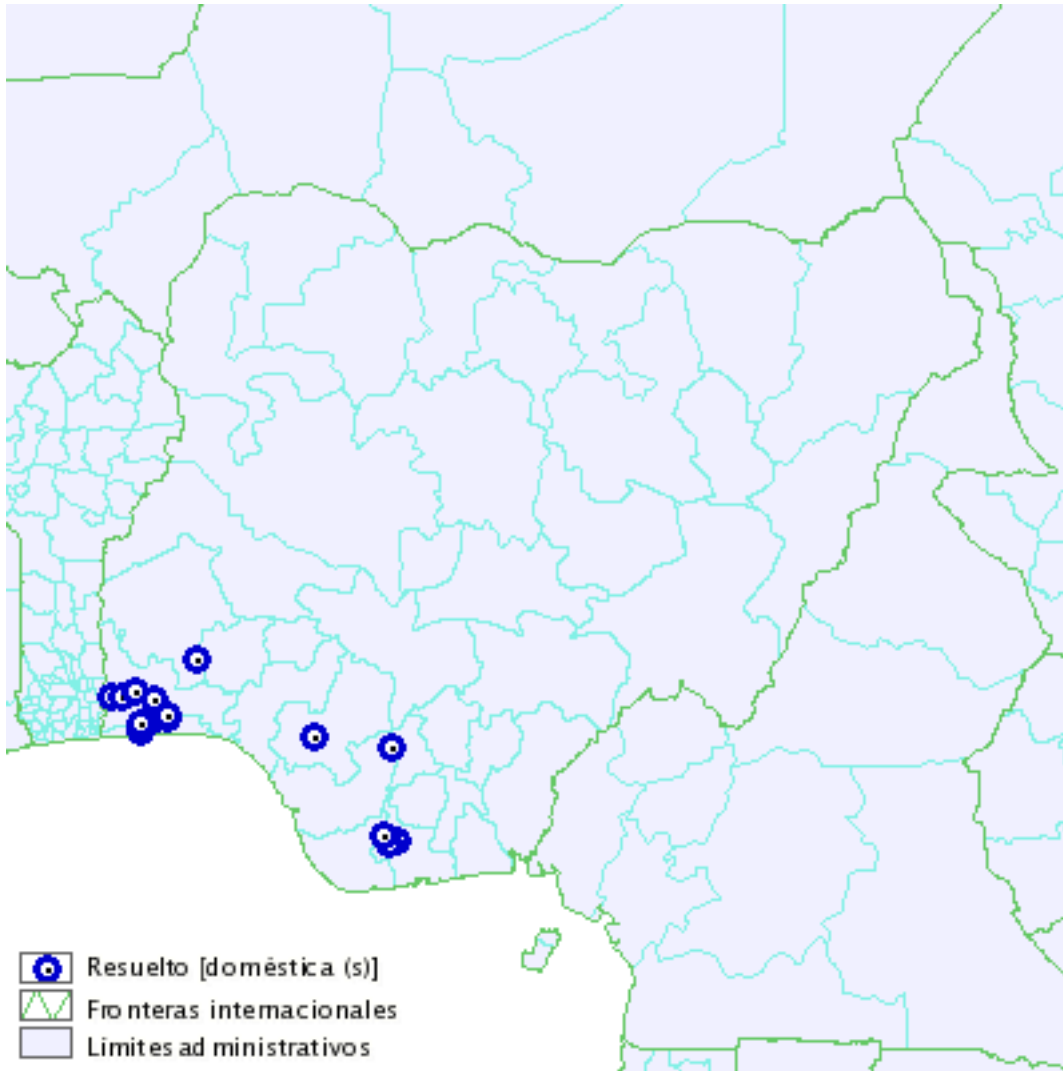 Resuelto [doméstica (s)]
Fronteras internacionales
Límites administrativos